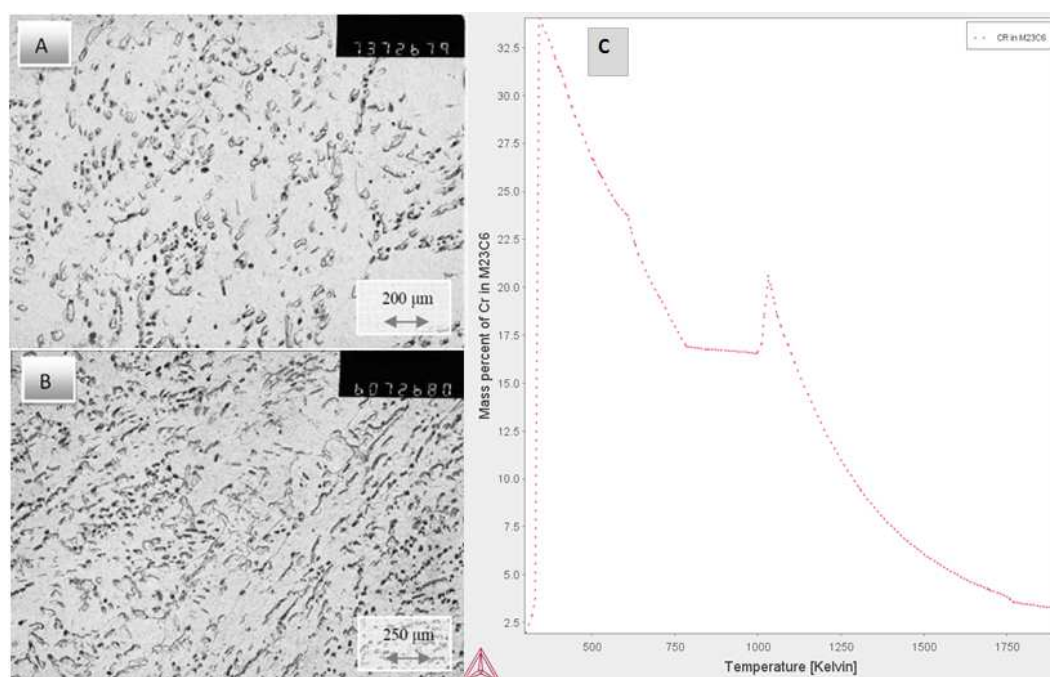 A
7372679
200 µm
B
6072680
250 µm
C
CR in M23C6
Mass percent of Cr in M23C6
32.5
30.0
27.5
25.0
22.5
20.0
17.5
15.0
12.5
10.0
7.5
5.0
2.5
500
750
1000
1250
1500
1750
Temperature [Kelvin]